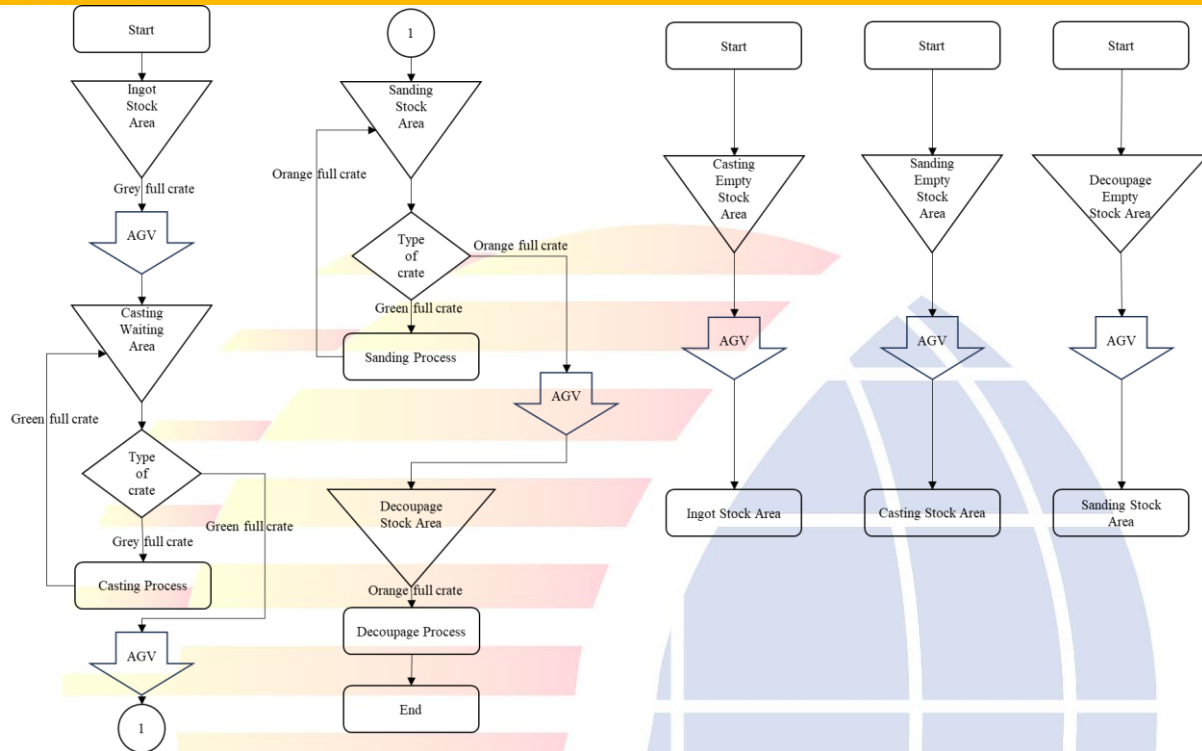 Start
Ingot
Stock
Area
Grey full crate
AGV
Casting
Waiting
Area
Green full crate
Type
of
crate
Green full crate
Grey full crate
Casting Process
AGV
1
1
Sanding
Stock
Area
Orange full crate
Type
of
crate
Orange full crate
Green full crate
Sanding Process
AGV
Decoupage
Stock Area
Orange full crate
Decoupage Process
End
Start
Casting
Empty
Stock
Area
AGV
Ingot Stock Area
Start
Sanding
Empty
Stock
Area
AGV
Casting Stock Area
Start
Decoupage
Empty
Stock Area
AGV
Sanding Stock
Area